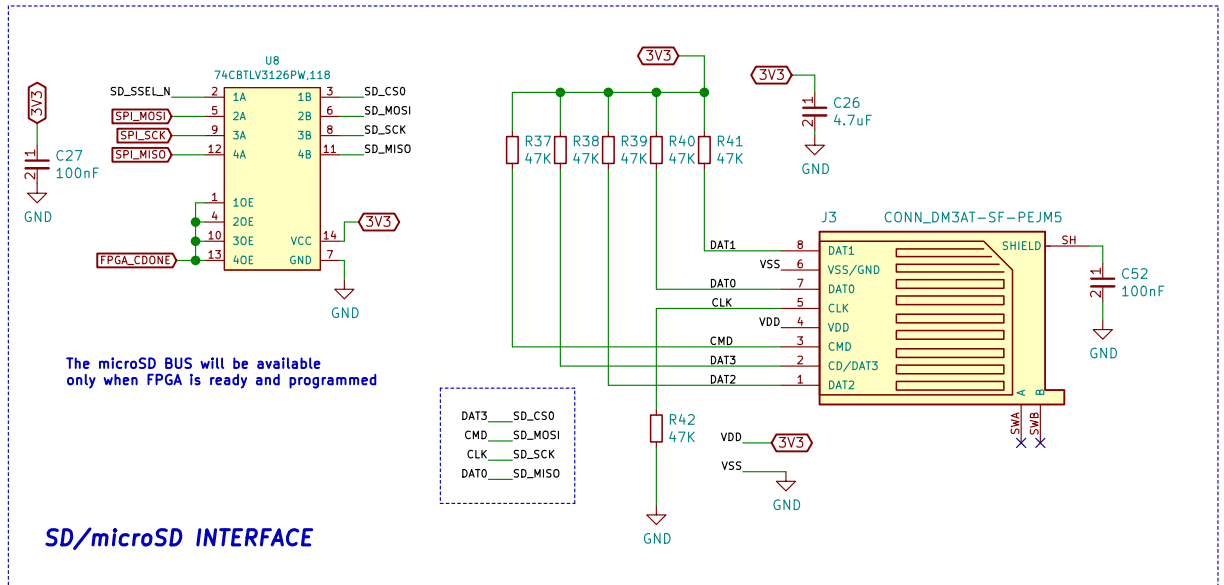 U8
74CBTLV3126PW,118
3V3
C27
100nF
1
2
GND
SD_SSEL_N 2 1A 1B 3 SD_CS0
SPI_MOSI 5 2A 2B 6 SD_MOSI
SPI_SCK 9 3A 3B 8 SD_SCK
SPI_MISO 12 4A 4B 11 SD_MISO
1 1OE
4 2OE
10 3OE VCC 14 3V3
FPGA_CDONE 13 4OE GND 7
GND
The microSD BUS will be available
only when FPGA is ready and programmed
3V3
R37 R38 R39 R40 R41
47K 47K 47K 47K 47K
3V3
1
2
C26
4.7uF
GND
J3 CONN_DM3AT-SF-PEJM5
DAT1 8 DAT1
VSS 6 VSS/GND
DAT0 7 DAT0
CLK 5 CLK
VDD 4 VDD
CMD 3 CMD
DAT3 2 CD/DAT3
DAT2 1 DAT2
SHIELD SH
A B
SWA SWB
1
2
C52
100nF
GND
R42
47K
GND
VDD 3V3
VSS
GND
DAT3 SD_CS0
CMD SD_MOSI
CLK SD_SCK
DAT0 SD_MISO
SD/microSD INTERFACE